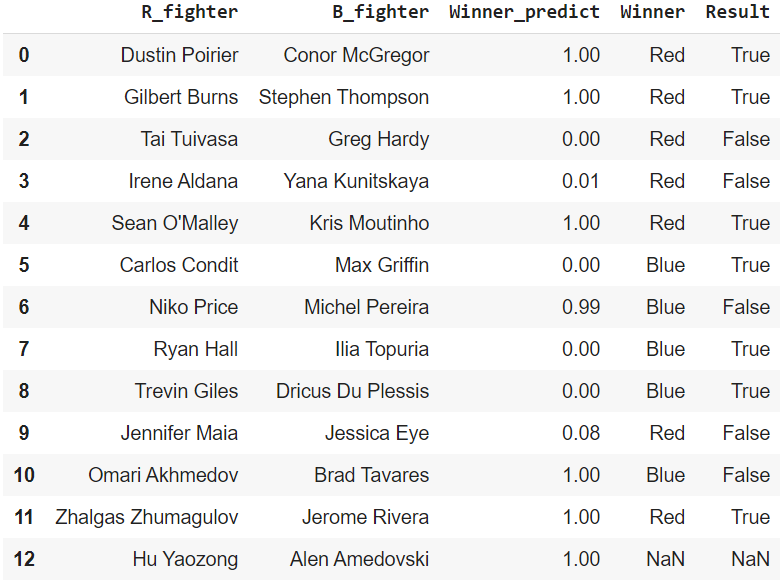 R_fighter B_fighter Winner_predict Winner Result
0 Dustin Poirier Conor McGregor 1.00 Red True
1 Gilbert Burns Stephen Thompson 1.00 Red True
2 Tai Tuivasa Greg Hardy 0.00 Red False
3 Irene Aldana Yana Kunitskaya 0.01 Red False
4 Sean O'Malley Kris Moutinho 1.00 Red True
5 Carlos Condit Max Griffin 0.00 Blue True
6 Niko Price Michel Pereira 0.99 Blue False
7 Ryan Hall Ilia Topuria 0.00 Blue True
8 Trevin Giles Dricus Du Plessis 0.00 Blue True
9 Jennifer Maia Jessica Eye 0.08 Red False
10 Omari Akhmedov Brad Tavares 1.00 Blue False
11 Zhalgas Zhumagulov Jerome Rivera 1.00 Red True
12 Hu Yaozong Alen Amedovski 1.00 NaN NaN